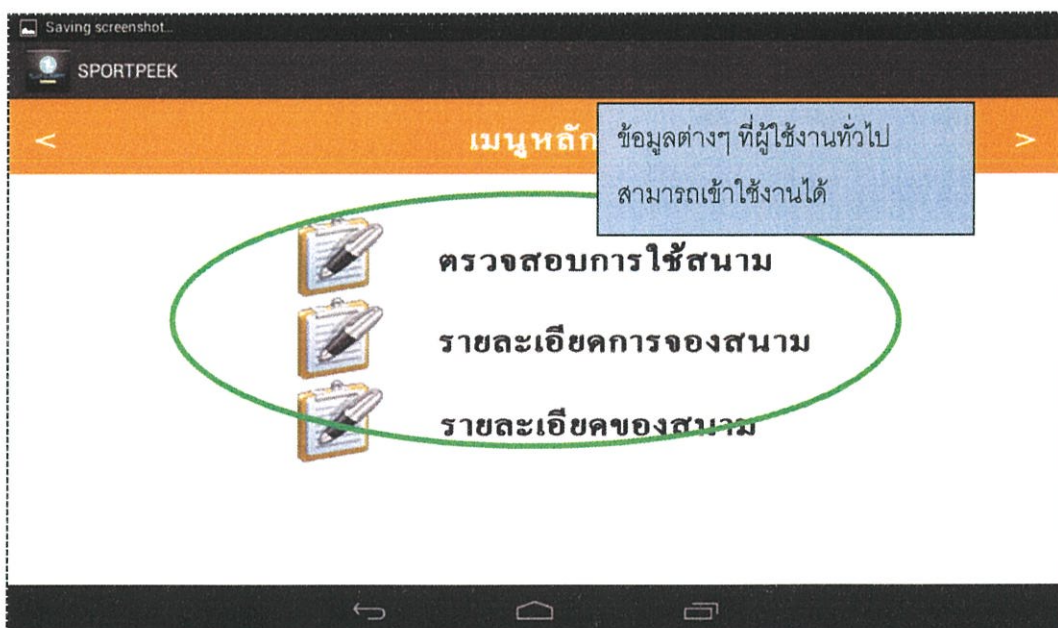 Saving screenshot...
SPORTPEEK
< เมนูหลัก >
ข้อมูลต่างๆ ที่ผู้ใช้งานทั่วไป
สามารถเข้าใช้งานได้
ตรวจสอบการใช้สนาม
รายละเอียดการจองสนาม
รายละเอียดของสนาม